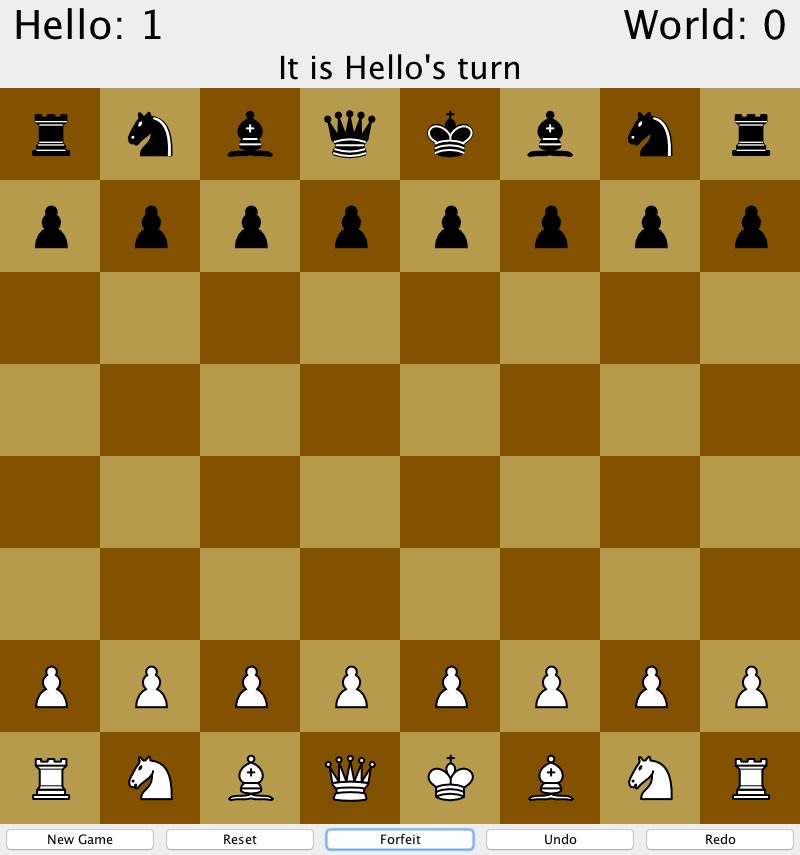 Hello: 1 World: 0
It is Hello's turn
New Game Reset Forfeit Undo Redo